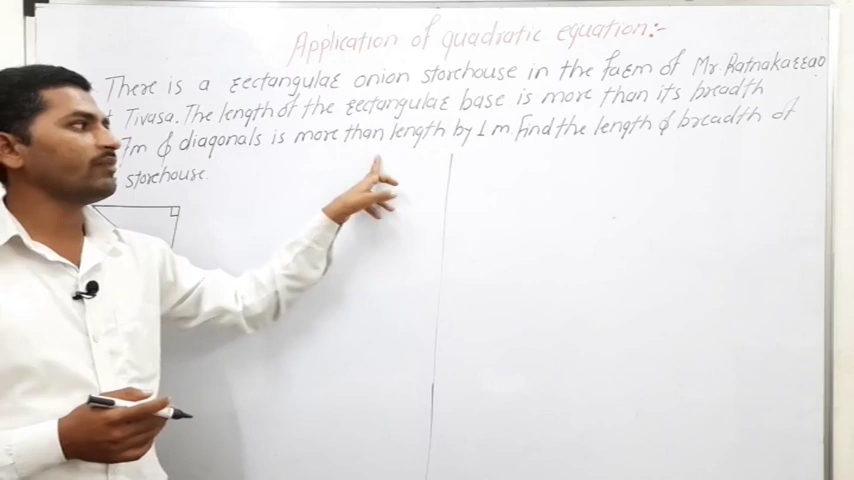 Application of quadratic equation:-
There is a rectangular onion storehouse in the farm of Mr. Ratnakarrao
Tivasa. The length of the rectangular base is more than its breadth
7m & diagonals is more than length by 1 m. Find the length & breadth of
storehouse.